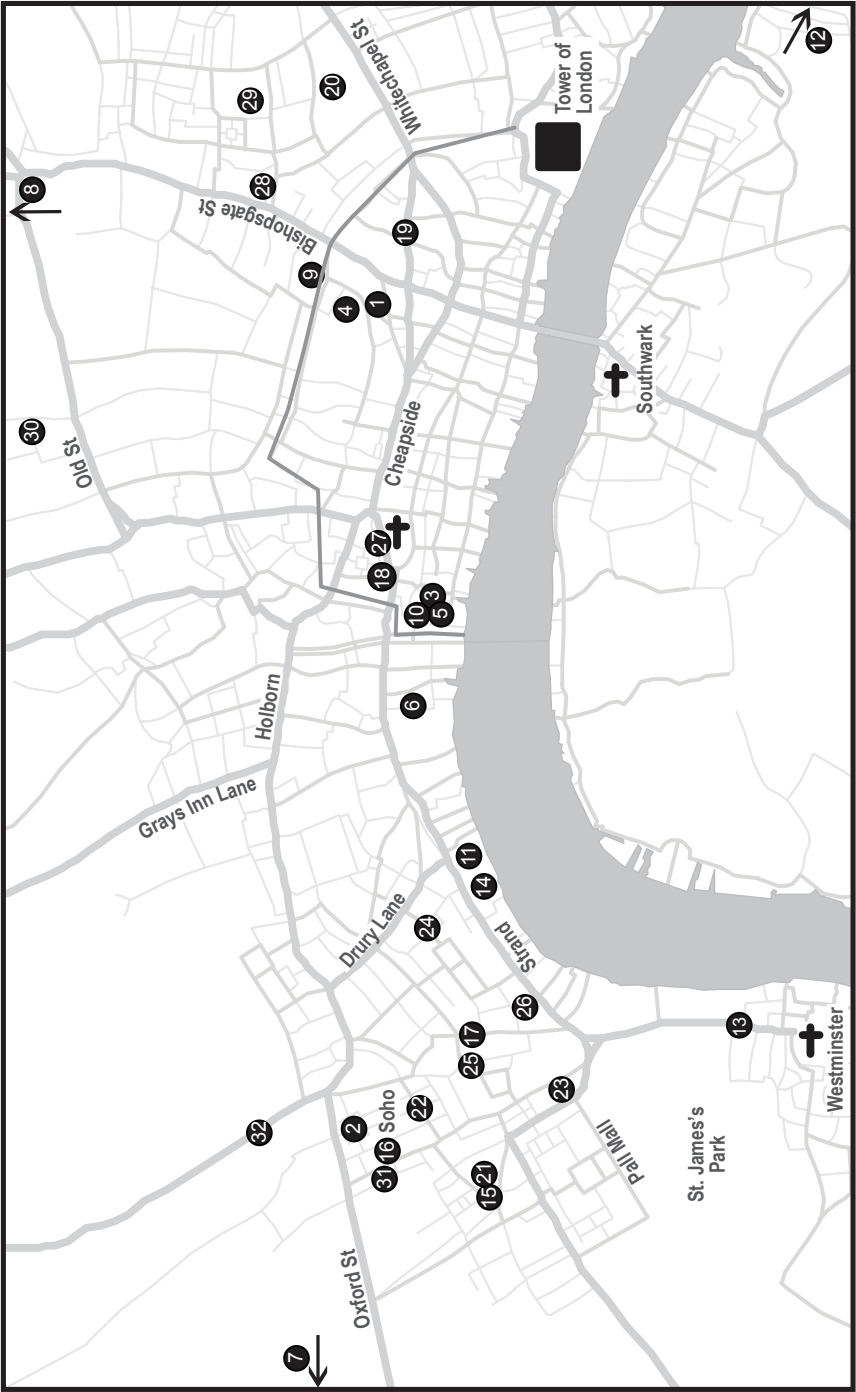 30
8
Old St
Grays Inn Lane
29
Bishopsgate St
32
28
Holborn
7
9
20
4
2
Oxford St
Drury Lane
1
27
18
31
16
Soho
Whitechapel St
Cheapside
19
6
10
22
24
3
5
11
25
17
14
21
15
Strand
26
23
Tower of
London
Pall Mall
Southwark
St. James's
Park
13
12
Westminster